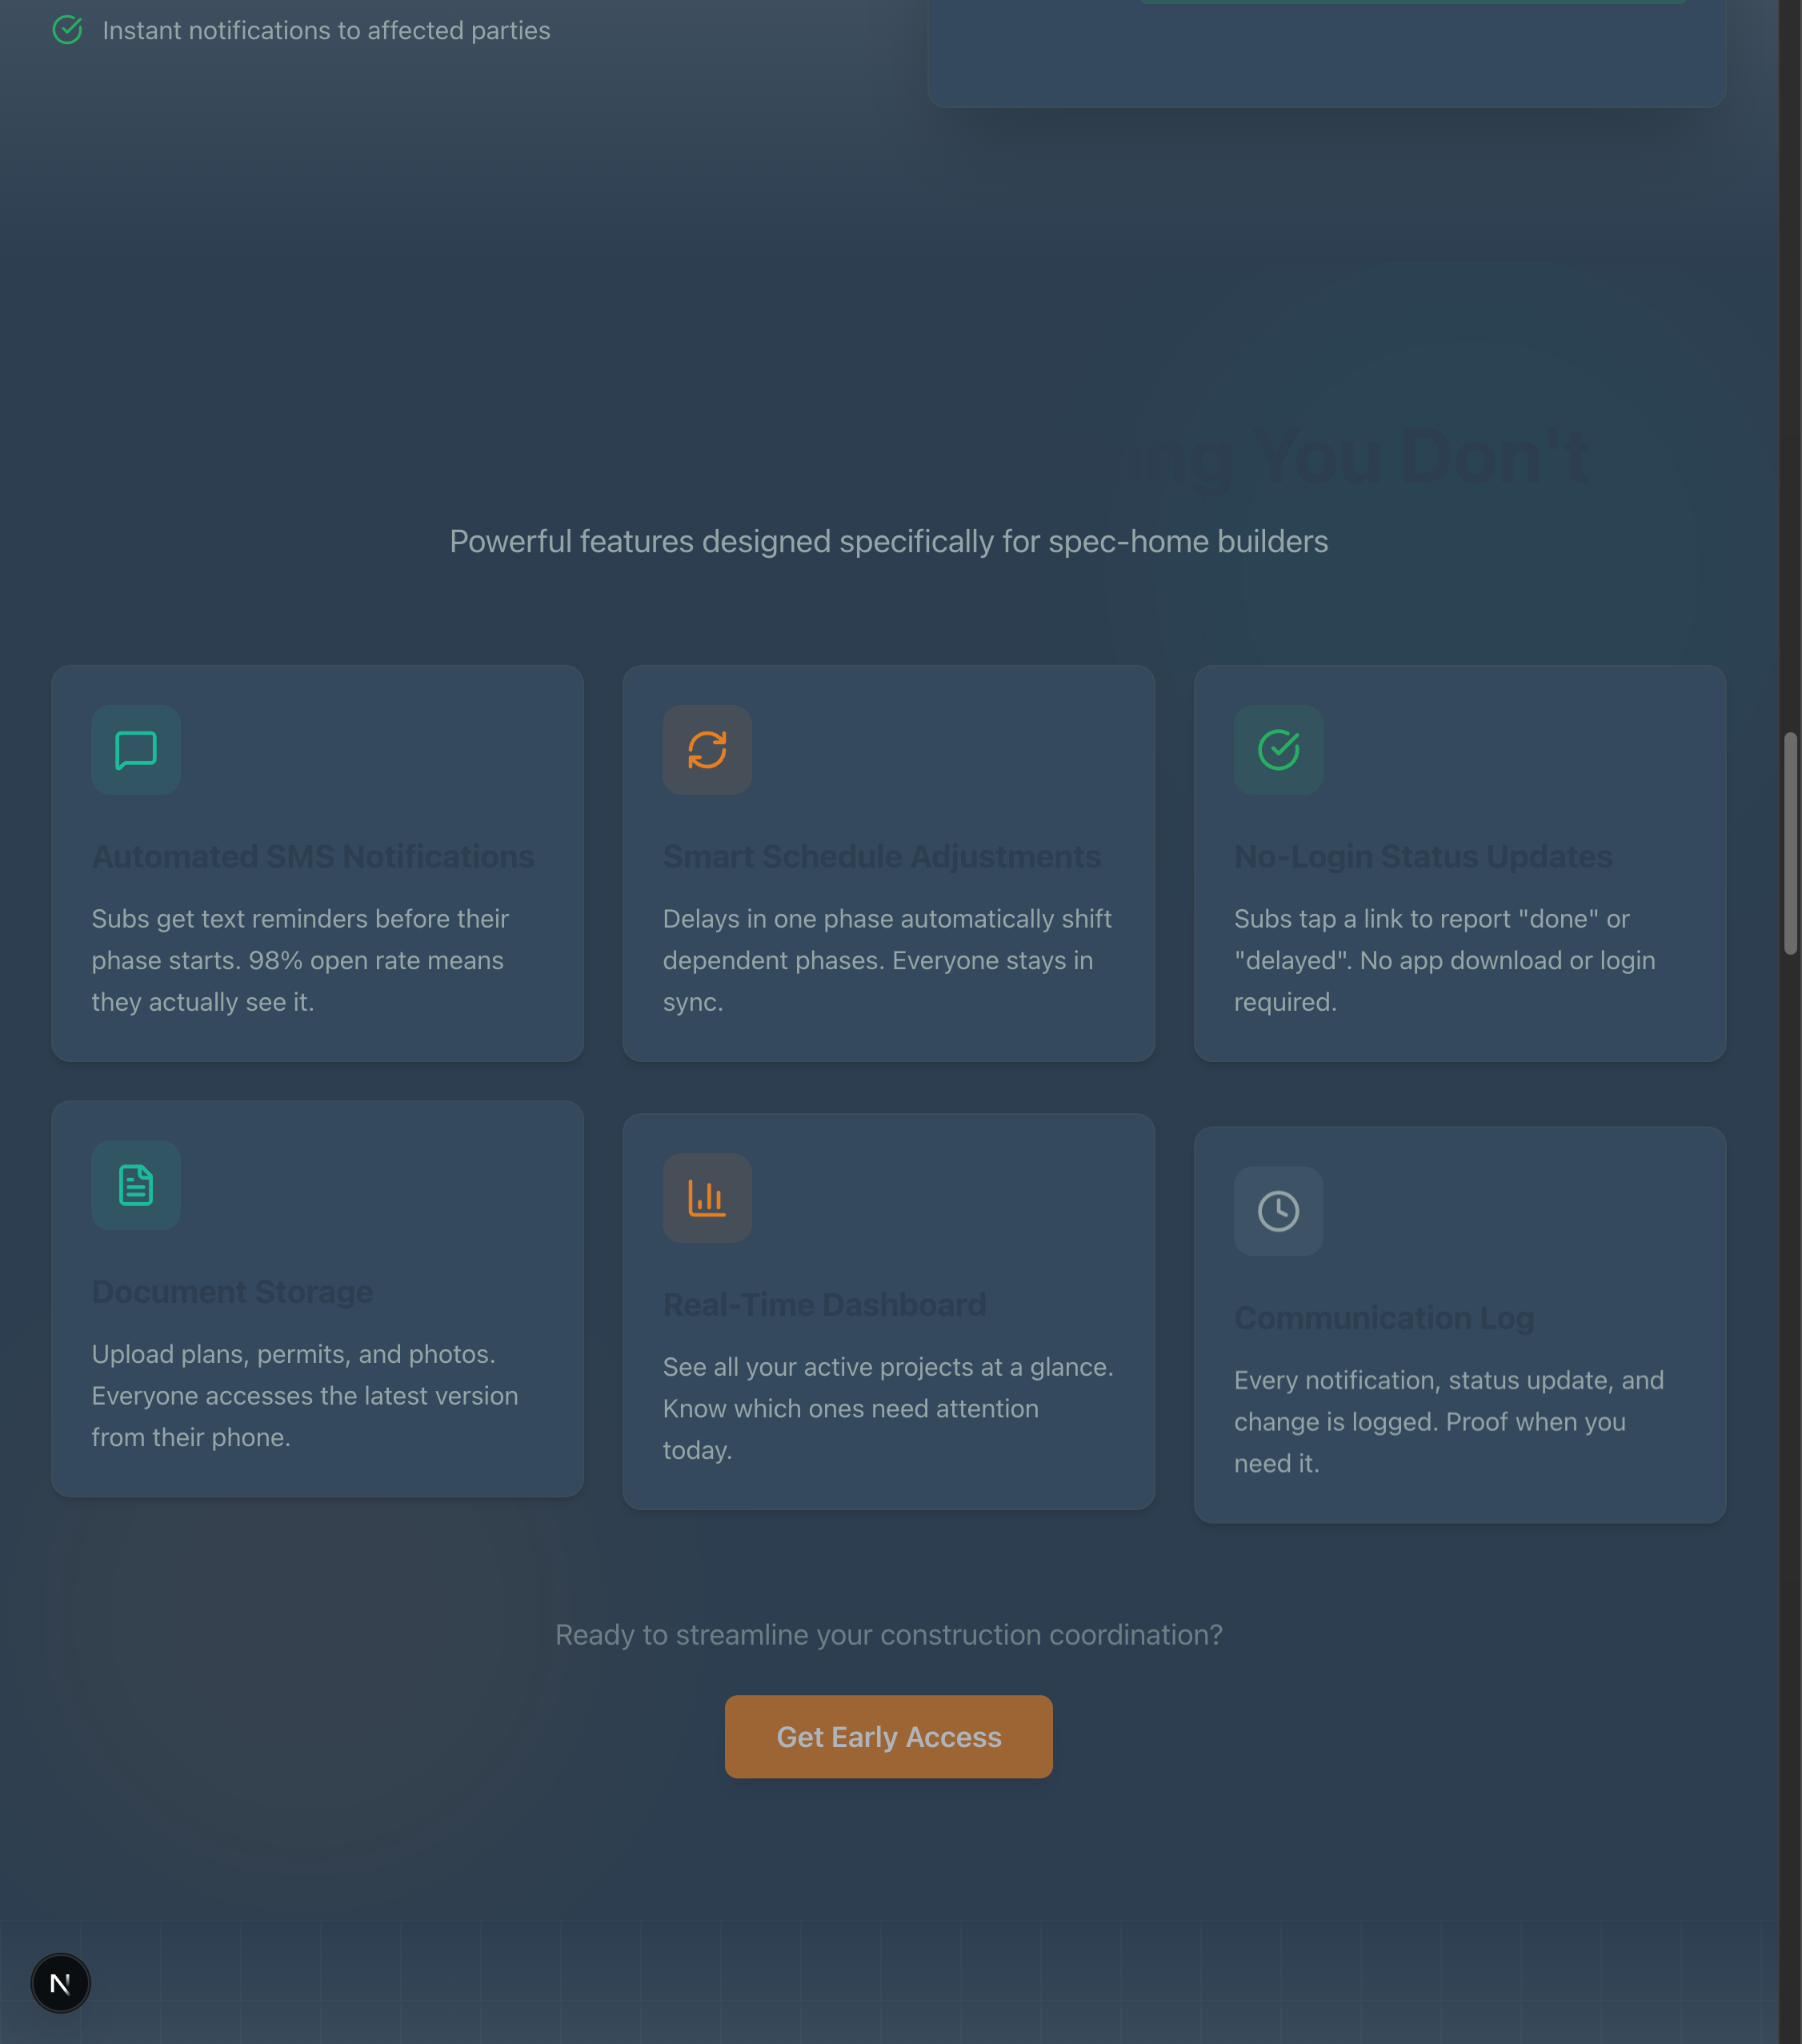 Instant notifications to affected parties
ing You Don't
Powerful features designed specifically for spec-home builders
Automated SMS Notifications
Subs get text reminders before their
phase starts. 98% open rate means
they actually see it.
Smart Schedule Adjustments
Delays in one phase automatically shift
dependent phases. Everyone stays in
sync.
No-Login Status Updates
Subs tap a link to report "done" or
"delayed". No app download or login
required.
Document Storage
Upload plans, permits, and photos.
Everyone accesses the latest version
from their phone.
Real-Time Dashboard
See all your active projects at a glance.
Know which ones need attention
today.
Communication Log
Every notification, status update, and
change is logged. Proof when you
need it.
Ready to streamline your construction coordination?
Get Early Access
N